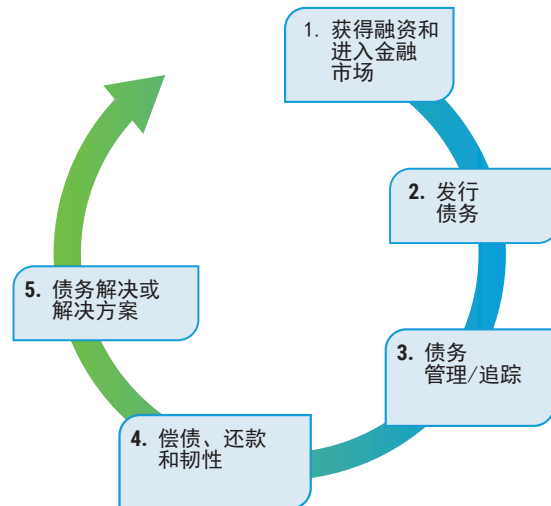 1. 获得融资和
进入金融
市场
2. 发行
债务
3. 债务
管理/追踪
4. 偿债、还款
和韧性
5. 债务解决或
解决方案